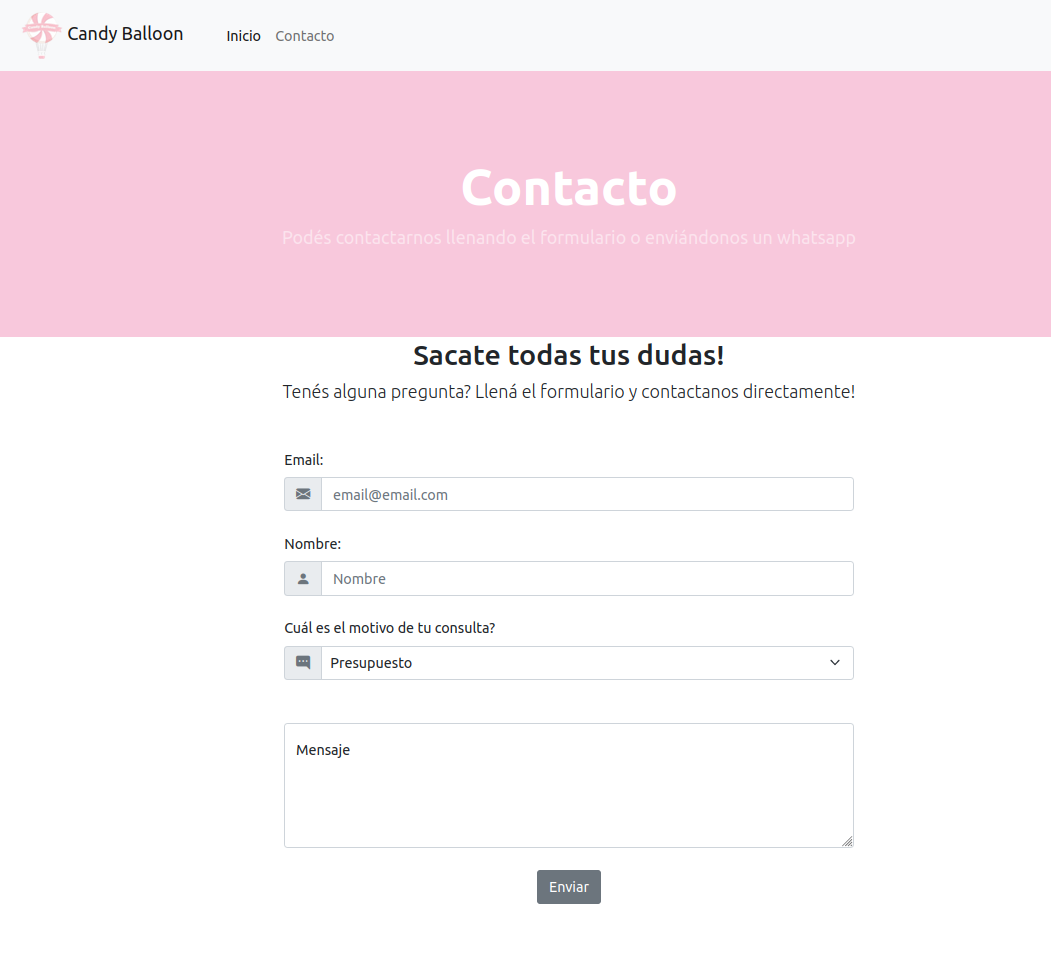 Candy Balloon
Inicio
Contacto
Contacto
Podés contactarnos llenando el formulario o enviándonos un whatsapp
Sacate todas tus dudas!
Tenés alguna pregunta? Llená el formulario y contactanos directamente!
Email:
email@email.com
Nombre:
Nombre
Cuál es el motivo de tu consulta?
Presupuesto
Mensaje
Enviar